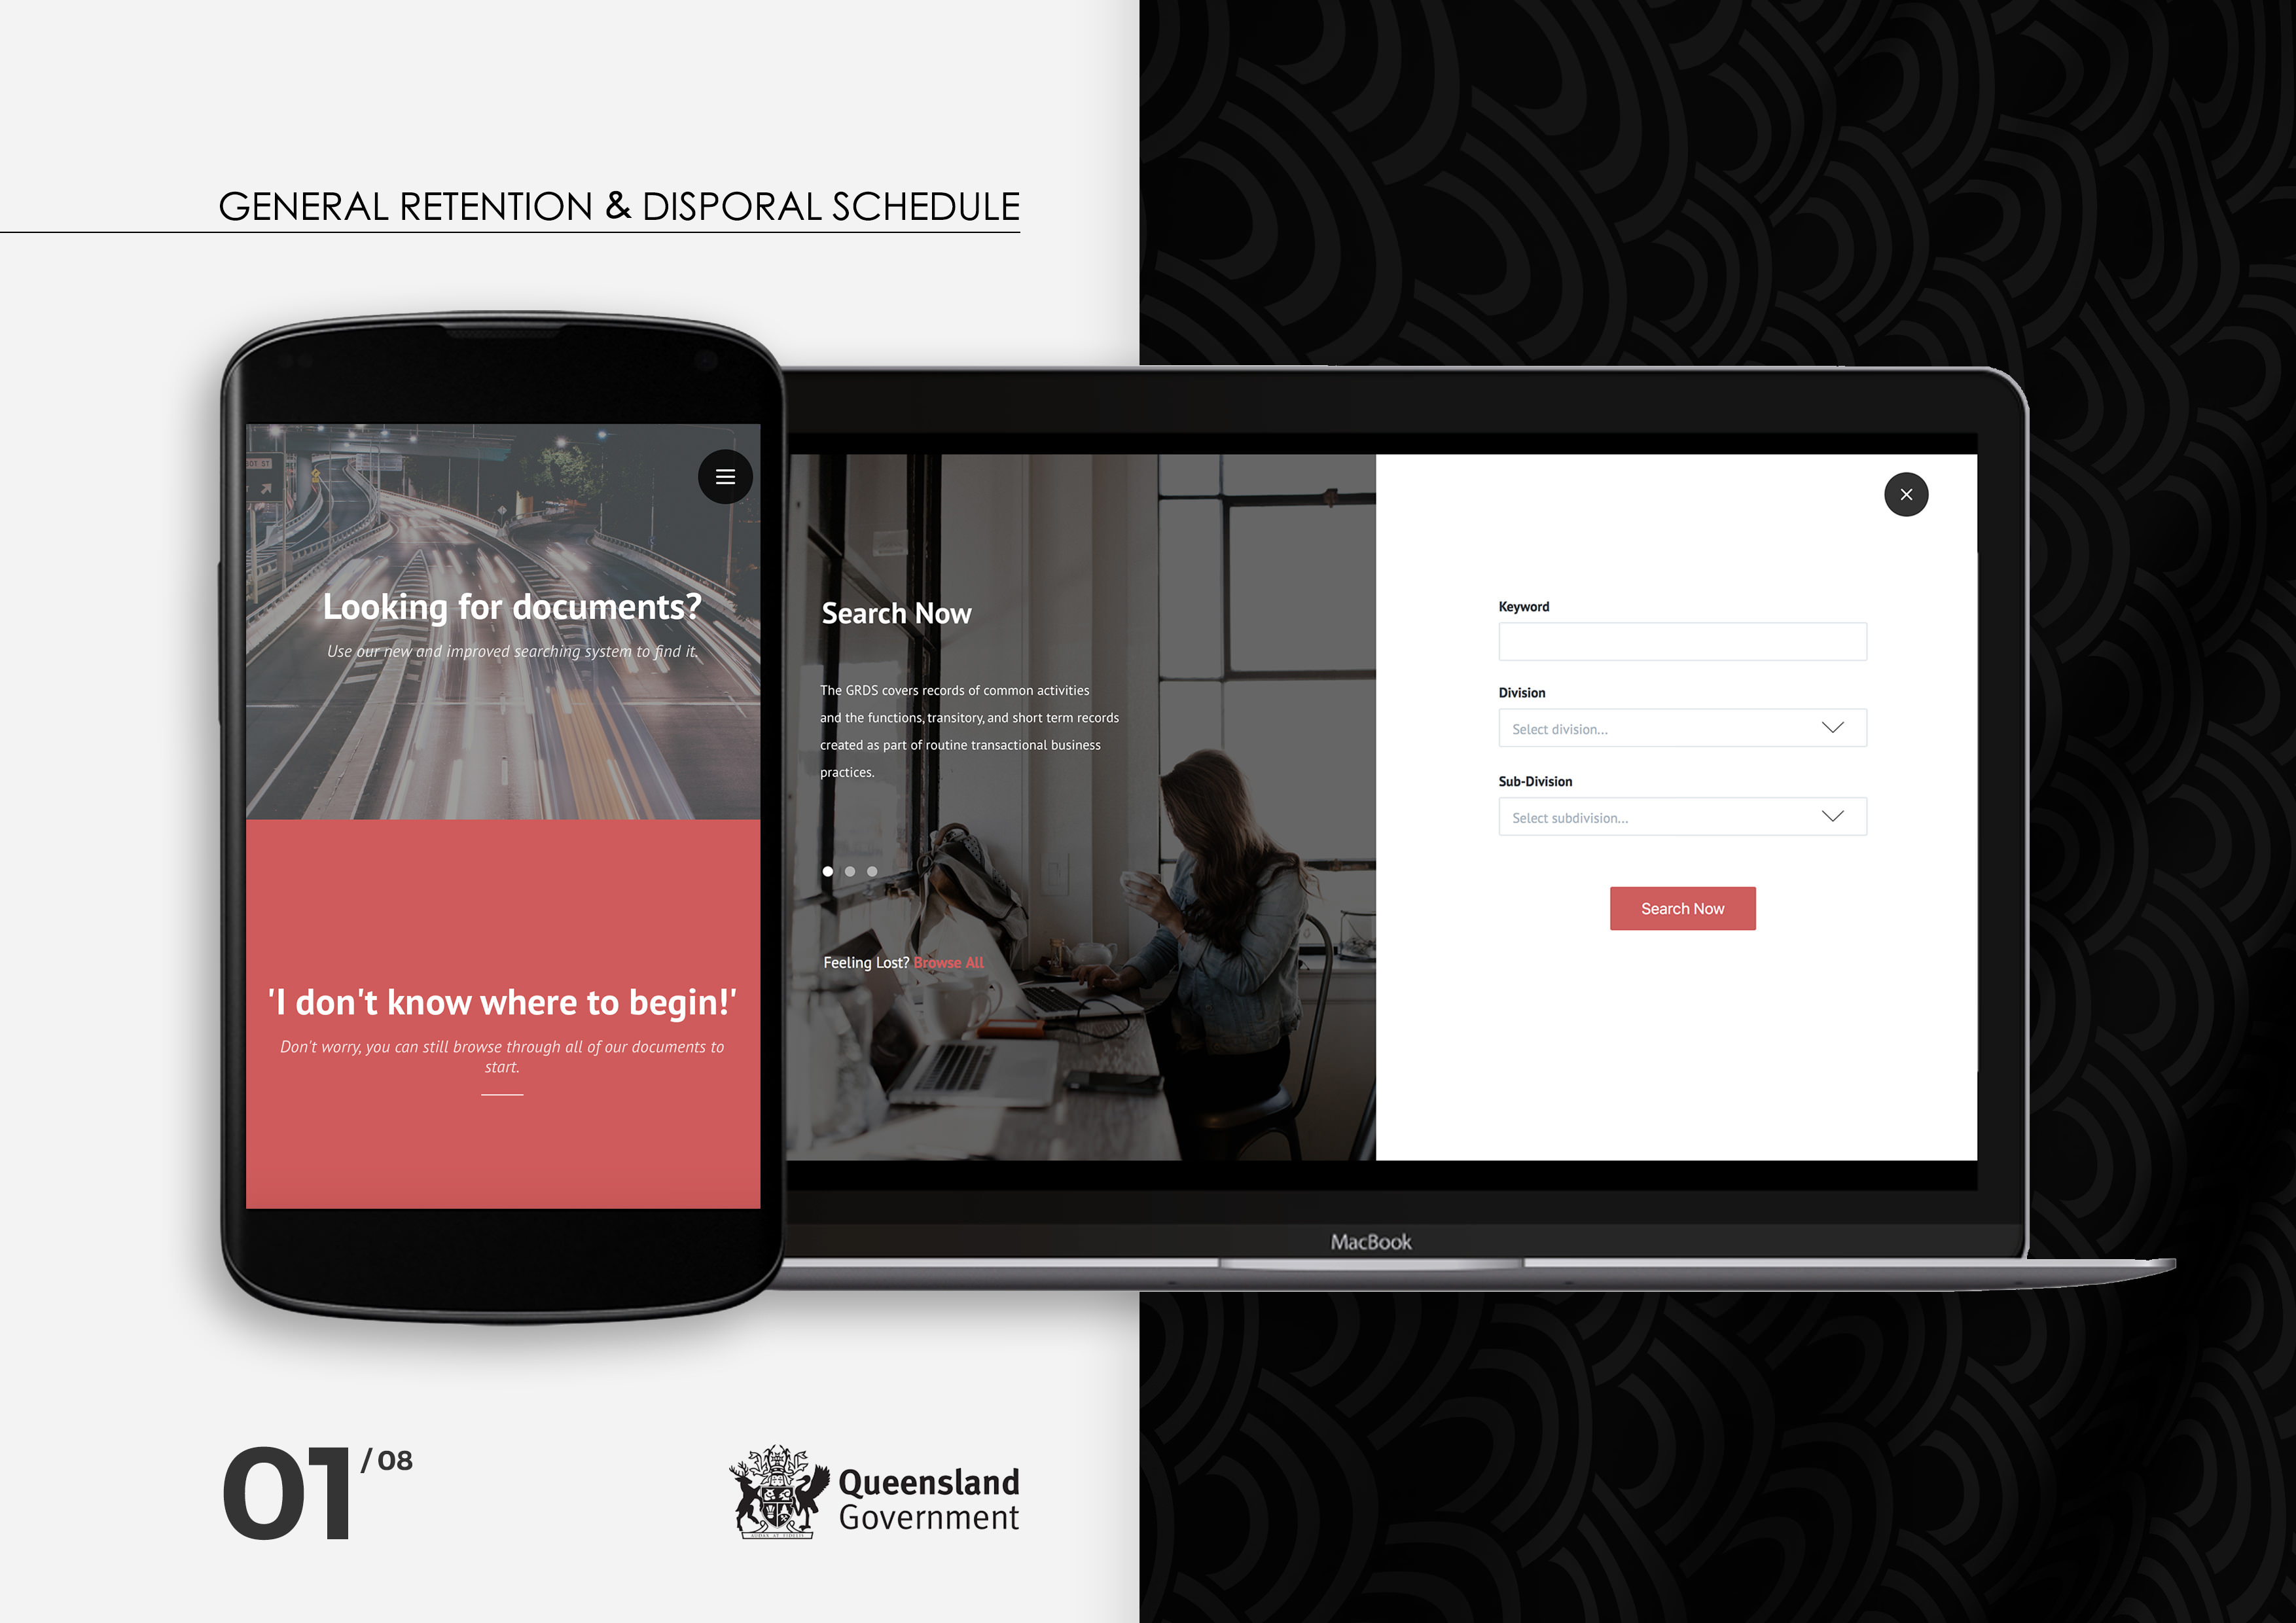 GENERAL RETENTION & DISPORAL SCHEDULE
Looking for documents?
Use our new and improved searching system to find it.
'I don't know where to begin!'
Don't worry, you can still browse through all of our documents to
start.
Search Now
The GRDS covers records of common activities
and the functions, transitory, and short term records
created as part of routine transactional business
practices.
Feeling Lost? Browse All
Keyword
Division
Select division...
Sub-Division
Select subdivision...
Search Now
MacBook
01 / 08
AUDAX AT FIDELIS
Queensland
Government